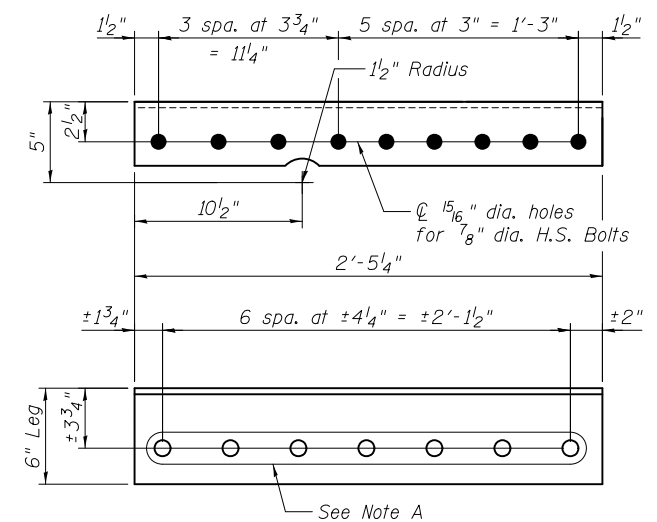 1½" 3 spa. at 3¾" 5 spa. at 3" = 1'-3" 1½"
= 11¼"
1½" Radius
5"
2½"
10½"
℄ 15/16" dia. holes
for 7/8" dia. H.S. Bolts
2'-5¼"
±1¾" 6 spa. at ±4¼" = ±2'-1½" ±2"
6" Leg
±3¾"
See Note A